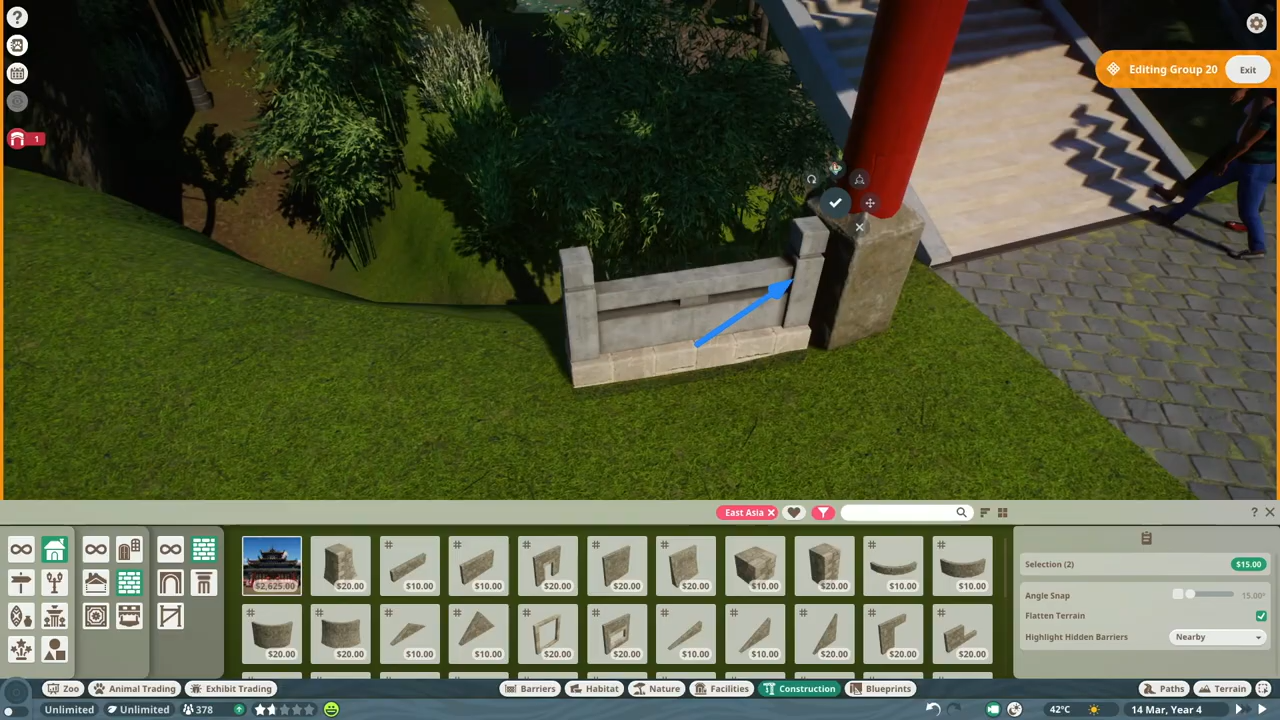 ?
1
Editing Group 20
Exit
East Asia ×
? ×
$2,625.00
$20.00
# $10.00
# $10.00
# $20.00
# $20.00
# $20.00
$10.00
$20.00
# $10.00
# $10.00
# $20.00
# $20.00
# $10.00
# $20.00
# $20.00
# $20.00
# $10.00
# $10.00
# $20.00
# $20.00
# $20.00
Selection (2)
$15.00
Angle Snap
15.00°
Flatten Terrain
Highlight Hidden Barriers
Nearby
Zoo
Animal Trading
Exhibit Trading
Barriers
Habitat
Nature
Facilities
Construction
Blueprints
Paths
Terrain
Unlimited
Unlimited
378
42°C
14 Mar, Year 4